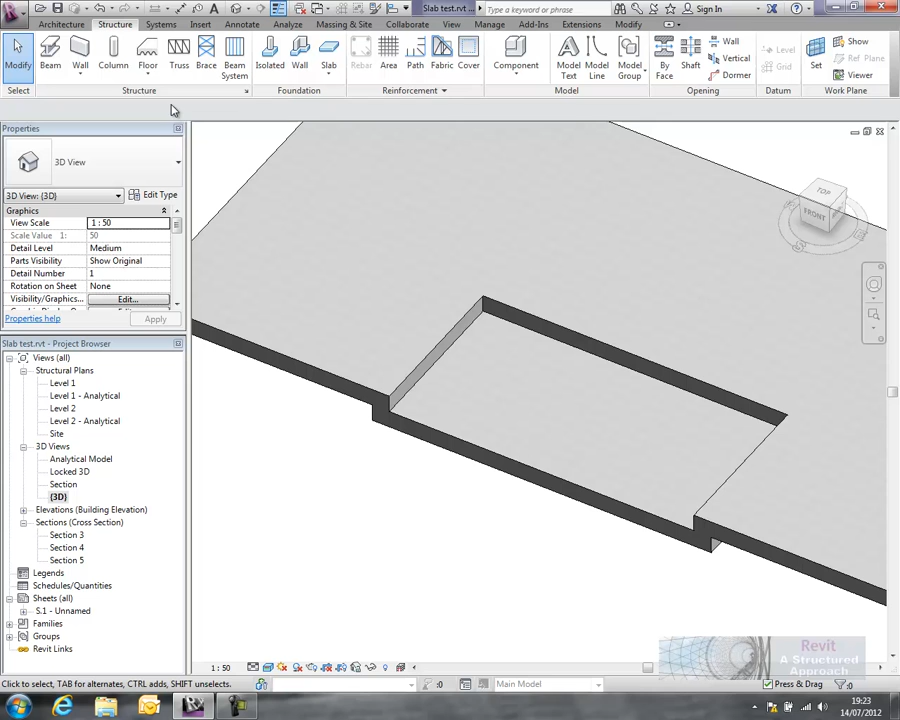 Slab test.rvt - ...
Type a keyword or phrase
Sign In
Architecture Structure Systems Insert Annotate Analyze Massing & Site Collaborate View Manage Add-Ins Extensions Modify
Modify Beam Wall Column Floor Truss Brace Beam System Isolated Wall Slab Rebar Area Path Fabric Cover Component Model Text Model Line Model Group By Face Shaft Wall Vertical Dormer Level Grid Set Show Ref Plane Viewer
Select Structure Foundation Reinforcement Model Opening Datum Work Plane
Properties
3D View
3D View: {3D} Edit Type
Graphics
View Scale 1 : 50
Scale Value 1: 50
Detail Level Medium
Parts Visibility Show Original
Detail Number 1
Rotation on Sheet None
Visibility/Graphics... Edit...
Properties help Apply
Slab test.rvt - Project Browser
Views (all)
Structural Plans
Level 1
Level 1 - Analytical
Level 2
Level 2 - Analytical
Site
3D Views
Analytical Model
Locked 3D
Section
{3D}
Elevations (Building Elevation)
Sections (Cross Section)
Section 3
Section 4
Section 5
Legends
Schedules/Quantities
Sheets (all)
S.1 - Unnamed
Families
Groups
Revit Links
TOP
FRONT
1 : 50
Revit
A Structured
Approach
Click to select, TAB for alternates, CTRL adds, SHIFT unselects. :0 Main Model Press & Drag :0
19:23
14/07/2012